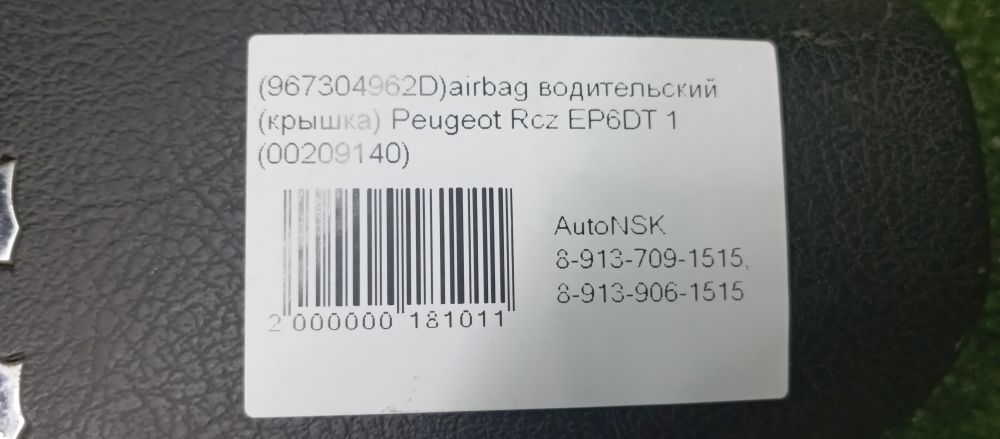 (967304962D)airbag водительский
(крышка) Peugeot Rcz EP6DT 1
(00209140)
AutoNSK
8-913-709-1515,
8-913-906-1515
2 000000 181011